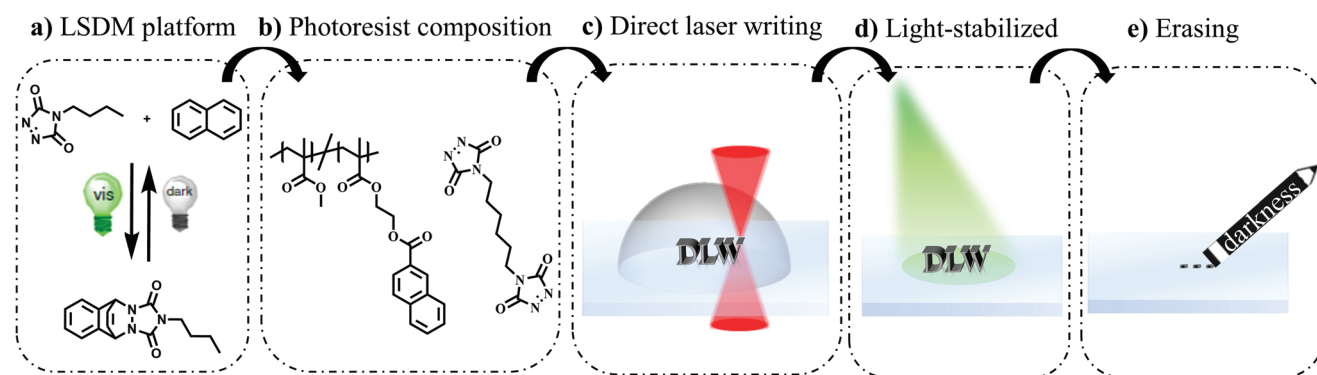 a) LSDM platform
b) Photoresist composition
c) Direct laser writing
d) Light-stabilized
e) Erasing
O
N
N
N
O
+
vis
dark
O
N
N
N
O
O
O
O
O
O
O
N
N
N
O
O
N
N
N
O
DLW
DLW
darkness